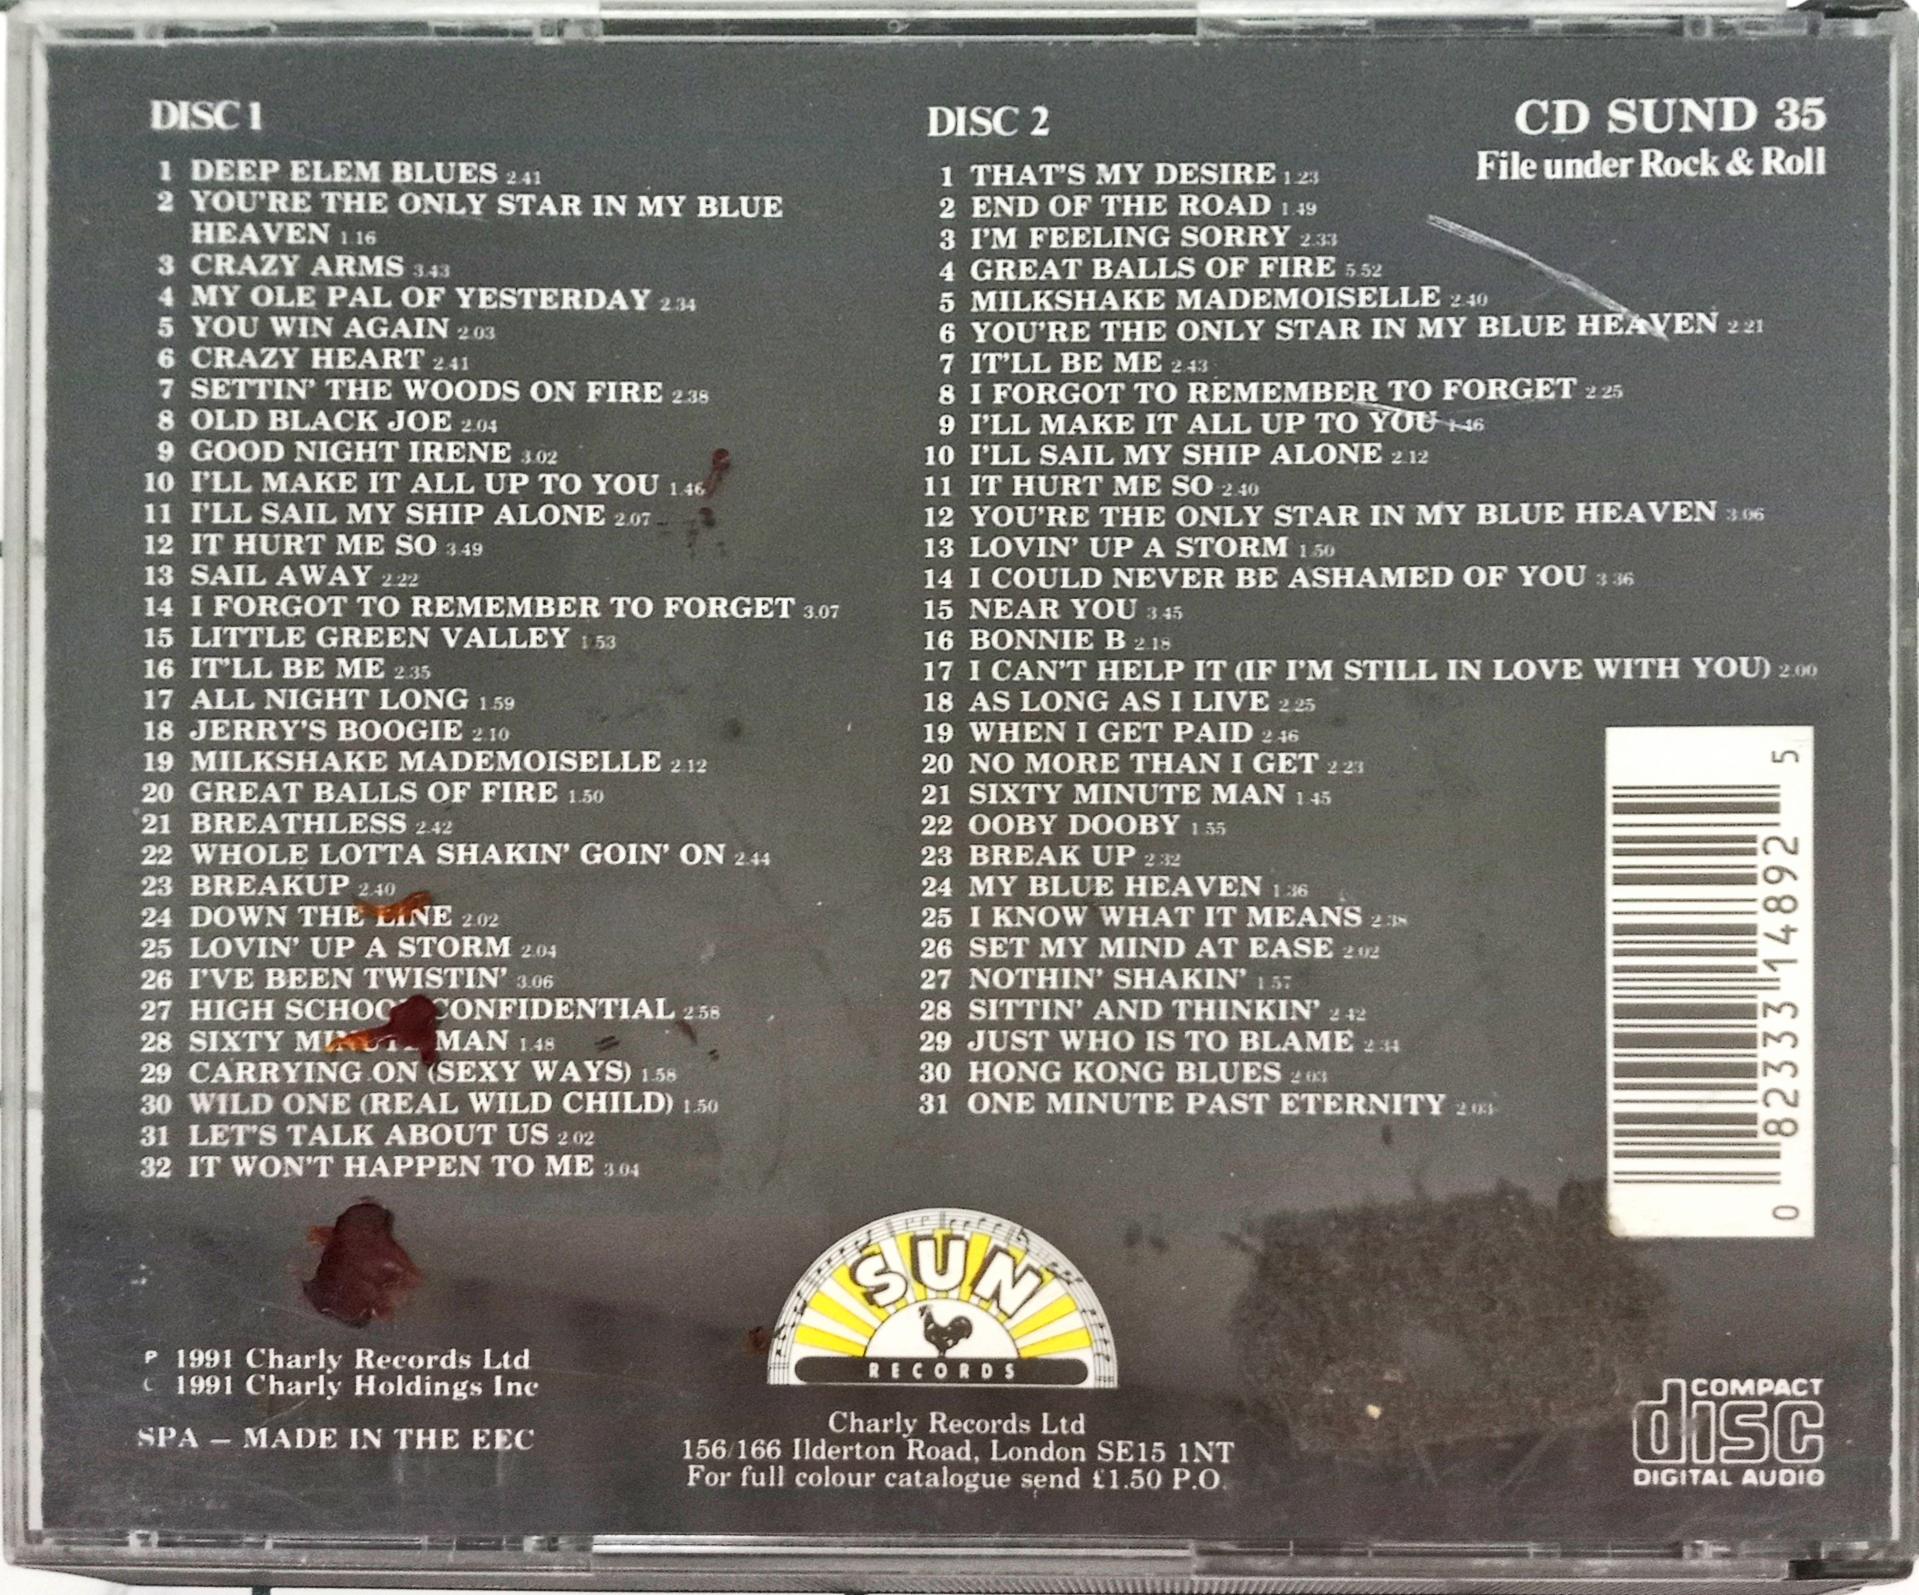 DISC 1
1 DEEP ELEM BLUES 2.41
2 YOU'RE THE ONLY STAR IN MY BLUE
HEAVEN 1.16
3 CRAZY ARMS 3.43
4 MY OLE PAL OF YESTERDAY 2.34
5 YOU WIN AGAIN 2.03
6 CRAZY HEART 2.41
7 SETTIN' THE WOODS ON FIRE 2.38
8 OLD BLACK JOE 2.04
9 GOOD NIGHT IRENE 3.02
10 I'LL MAKE IT ALL UP TO YOU 1.46
11 I'LL SAIL MY SHIP ALONE 2.07
12 IT HURT ME SO 3.49
13 SAIL AWAY 2.22
14 I FORGOT TO REMEMBER TO FORGET 3.07
15 LITTLE GREEN VALLEY 1.53
16 IT'LL BE ME 2.35
17 ALL NIGHT LONG 1.59
18 JERRY'S BOOGIE 2.10
19 MILKSHAKE MADEMOISELLE 2.12
20 GREAT BALLS OF FIRE 1.50
21 BREATHLESS 2.42
22 WHOLE LOTTA SHAKIN' GOIN' ON 2.44
23 BREAKUP 2.40
24 DOWN THE LINE 2.02
25 LOVIN' UP A STORM 2.04
26 I'VE BEEN TWISTIN' 3.06
27 HIGH SCHOOL CONFIDENTIAL 2.58
28 SIXTY MINUTE MAN 1.48
29 CARRYING ON (SEXY WAYS) 1.58
30 WILD ONE (REAL WILD CHILD) 1.50
31 LET'S TALK ABOUT US 2.02
32 IT WON'T HAPPEN TO ME 3.04
DISC 2
1 THAT'S MY DESIRE 1.23
2 END OF THE ROAD 1.49
3 I'M FEELING SORRY 2.33
4 GREAT BALLS OF FIRE 5.52
5 MILKSHAKE MADEMOISELLE 2.40
6 YOU'RE THE ONLY STAR IN MY BLUE HEAVEN 2.21
7 IT'LL BE ME 2.43
8 I FORGOT TO REMEMBER TO FORGET 2.25
9 I'LL MAKE IT ALL UP TO YOU 1.46
10 I'LL SAIL MY SHIP ALONE 2.12
11 IT HURT ME SO 2.40
12 YOU'RE THE ONLY STAR IN MY BLUE HEAVEN 3.06
13 LOVIN' UP A STORM 1.50
14 I COULD NEVER BE ASHAMED OF YOU 3.36
15 NEAR YOU 3.45
16 BONNIE B 2.18
17 I CAN'T HELP IT (IF I'M STILL IN LOVE WITH YOU) 2.00
18 AS LONG AS I LIVE 2.25
19 WHEN I GET PAID 2.46
20 NO MORE THAN I GET 2.23
21 SIXTY MINUTE MAN 1.45
22 OOBY DOOBY 1.55
23 BREAK UP 2.32
24 MY BLUE HEAVEN 1.36
25 I KNOW WHAT IT MEANS 2.38
26 SET MY MIND AT EASE 2.02
27 NOTHIN' SHAKIN' 1.57
28 SITTIN' AND THINKIN' 2.42
29 JUST WHO IS TO BLAME 2.34
30 HONG KONG BLUES 2.03
31 ONE MINUTE PAST ETERNITY 2.03
CD SUND 35
File under Rock & Roll
0 82333 14892 5
P 1991 Charly Records Ltd
C 1991 Charly Holdings Inc
SPA – MADE IN THE EEC
SUN
RECORDS
Charly Records Ltd
156/166 Ilderton Road, London SE15 1NT
For full colour catalogue send £1.50 P.O.
COMPACT
disc
DIGITAL AUDIO